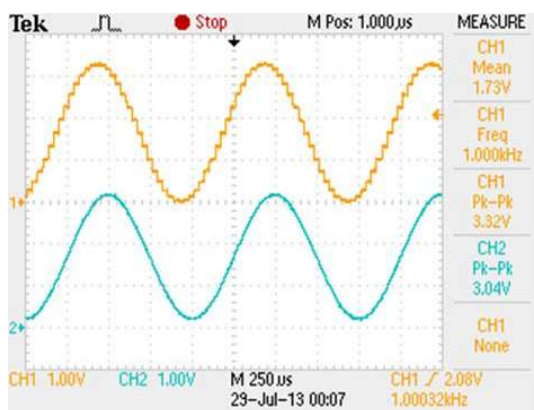 Tek Stop M Pos: 1.000µs MEASURE
CH1
Mean
1.73V
CH1
Freq
1.000kHz
CH1
Pk-Pk
3.32V
CH2
Pk-Pk
3.04V
CH1
None
1
2
CH1 1.00V CH2 1.00V M 250µs CH1 2.08V
29-Jul-13 00:07 1.00032kHz